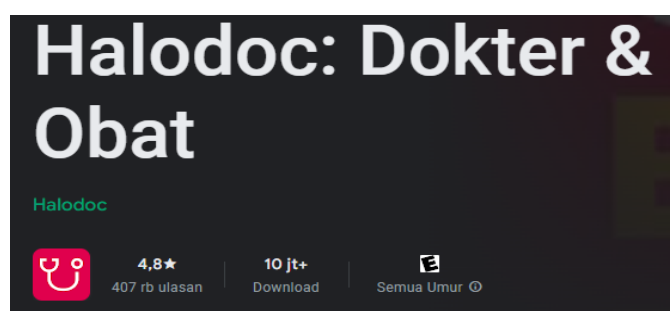 Halodoc: Dokter &
Obat
Halodoc
4,8★ 10 jt+ E
407 rb ulasan Download Semua Umur ⓘ